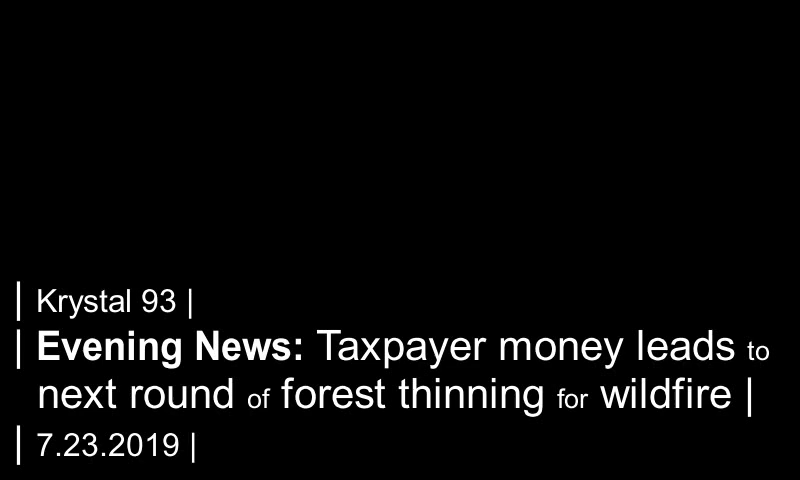 | Krystal 93 |
| Evening News: Taxpayer money leads to
next round of forest thinning for wildfire |
| 7.23.2019 |